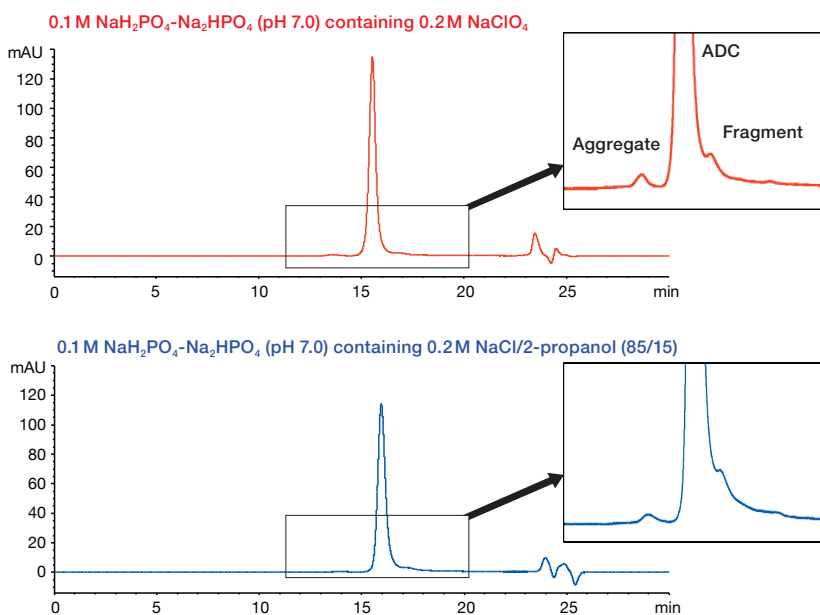 0.1 M NaH₂PO₄-Na₂HPO₄ (pH 7.0) containing 0.2 M NaClO₄
mAU
120
100
80
60
40
20
0
0 5 10 15 20 25 min
ADC
Aggregate
Fragment
0.1 M NaH₂PO₄-Na₂HPO₄ (pH 7.0) containing 0.2 M NaCl/2-propanol (85/15)
mAU
120
100
80
60
40
20
0
0 5 10 15 20 25 min